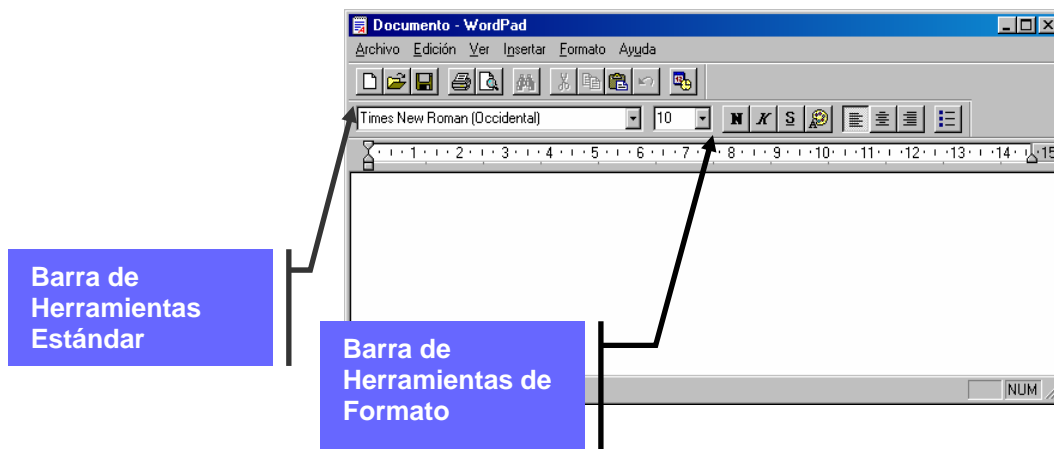 Documento - WordPad
Archivo Edición Ver Insertar Formato Ayuda
Times New Roman (Occidental) 10 N K S
1 2 3 4 5 6 7 8 9 10 11 12 13 14 15
Barra de
Herramientas
Estándar
Barra de
Herramientas de
Formato
NUM